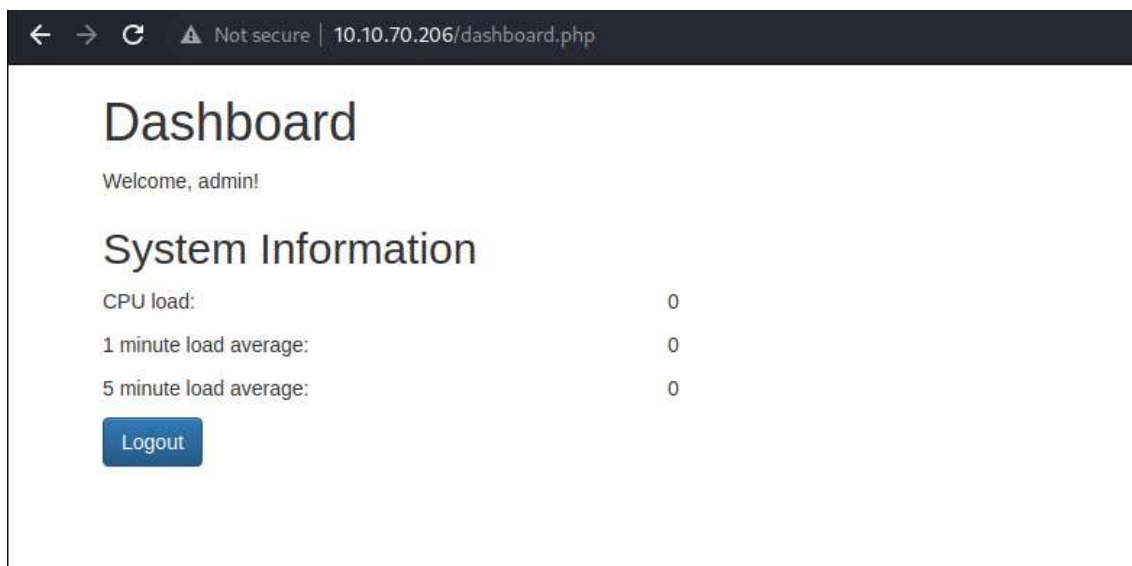 Not secure | 10.10.70.206/dashboard.php
Dashboard
Welcome, admin!
System Information
CPU load: 0
1 minute load average: 0
5 minute load average: 0
Logout